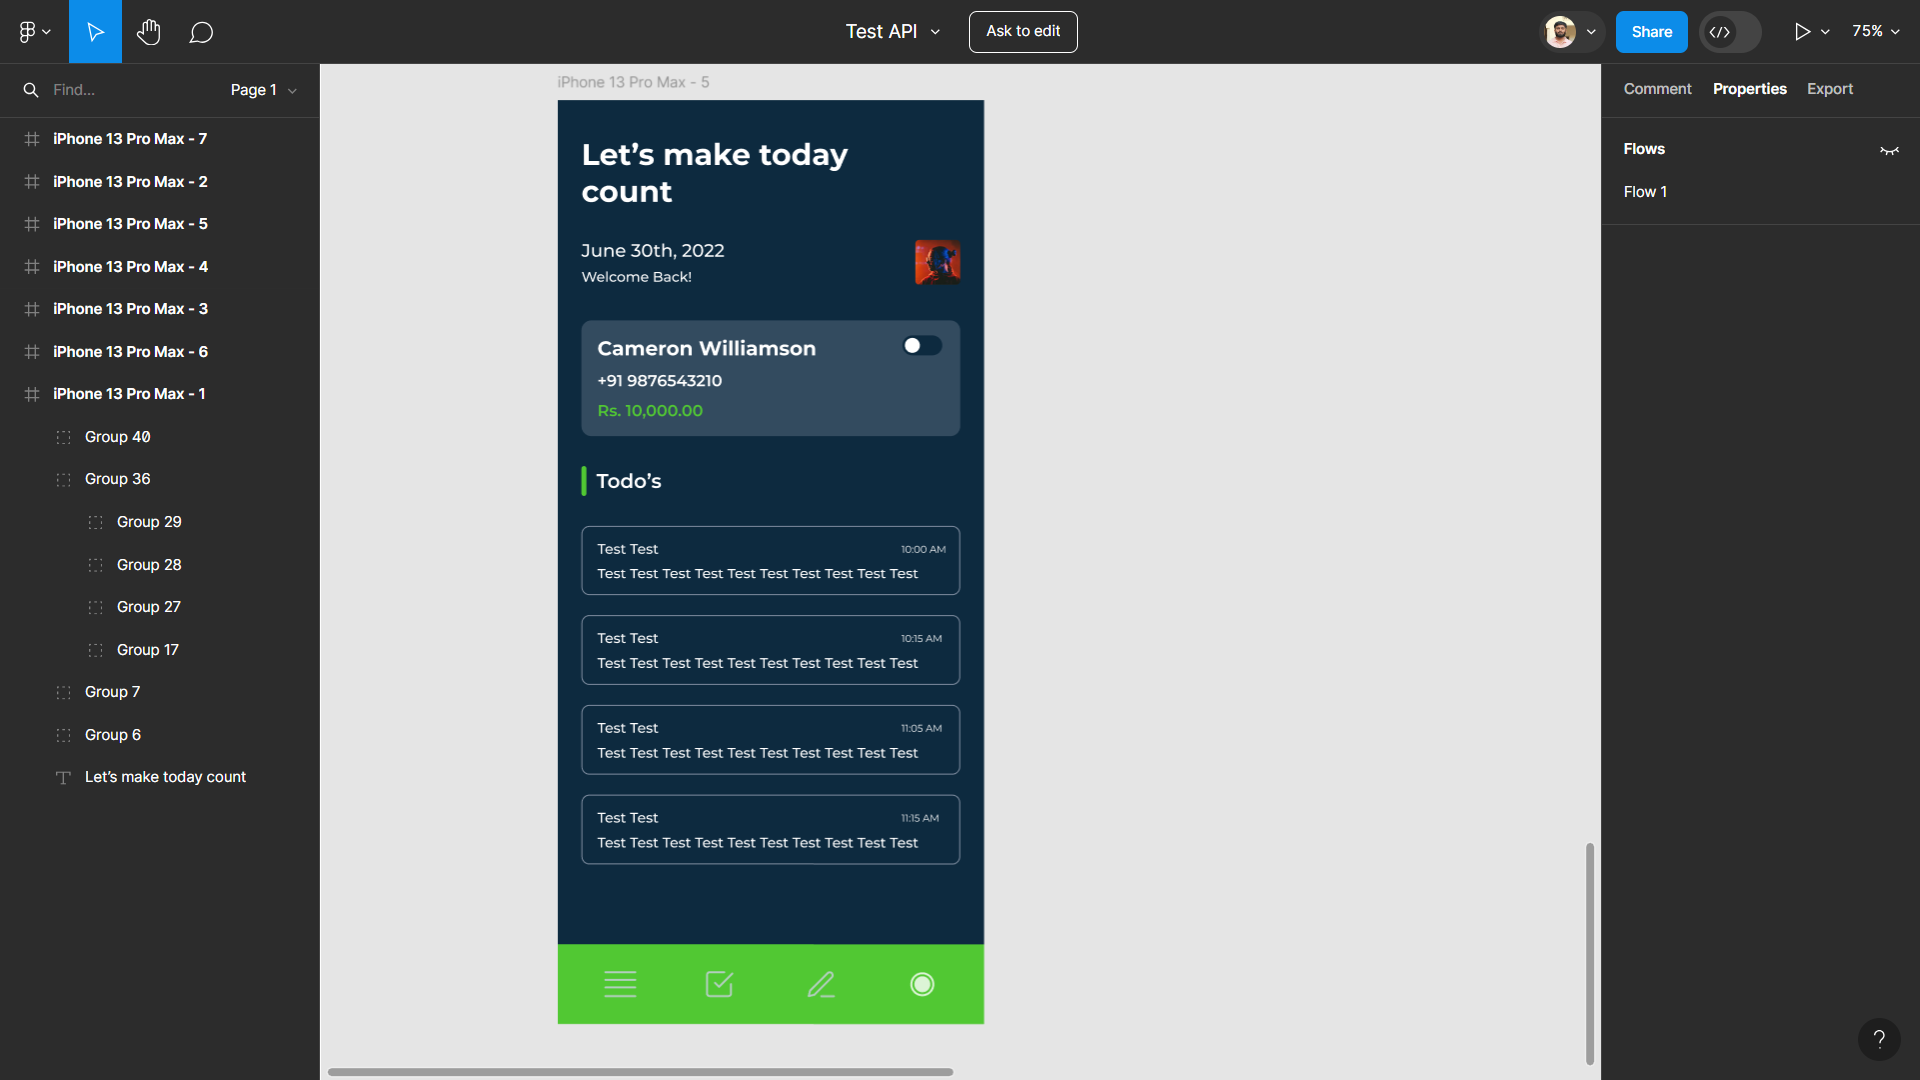 Test API
Ask to edit
Share
75%
Find...
Page 1
iPhone 13 Pro Max - 7
iPhone 13 Pro Max - 2
iPhone 13 Pro Max - 5
iPhone 13 Pro Max - 4
iPhone 13 Pro Max - 3
iPhone 13 Pro Max - 6
iPhone 13 Pro Max - 1
Group 40
Group 36
Group 29
Group 28
Group 27
Group 17
Group 7
Group 6
Let’s make today count
iPhone 13 Pro Max - 5
Let’s make today
count
June 30th, 2022
Welcome Back!
Cameron Williamson
+91 9876543210
Rs. 10,000.00
Todo’s
Test Test
10:00 AM
Test Test Test Test Test Test Test Test Test Test
Test Test
10:15 AM
Test Test Test Test Test Test Test Test Test Test
Test Test
11:05 AM
Test Test Test Test Test Test Test Test Test Test
Test Test
11:15 AM
Test Test Test Test Test Test Test Test Test Test
Comment
Properties
Export
Flows
Flow 1
?